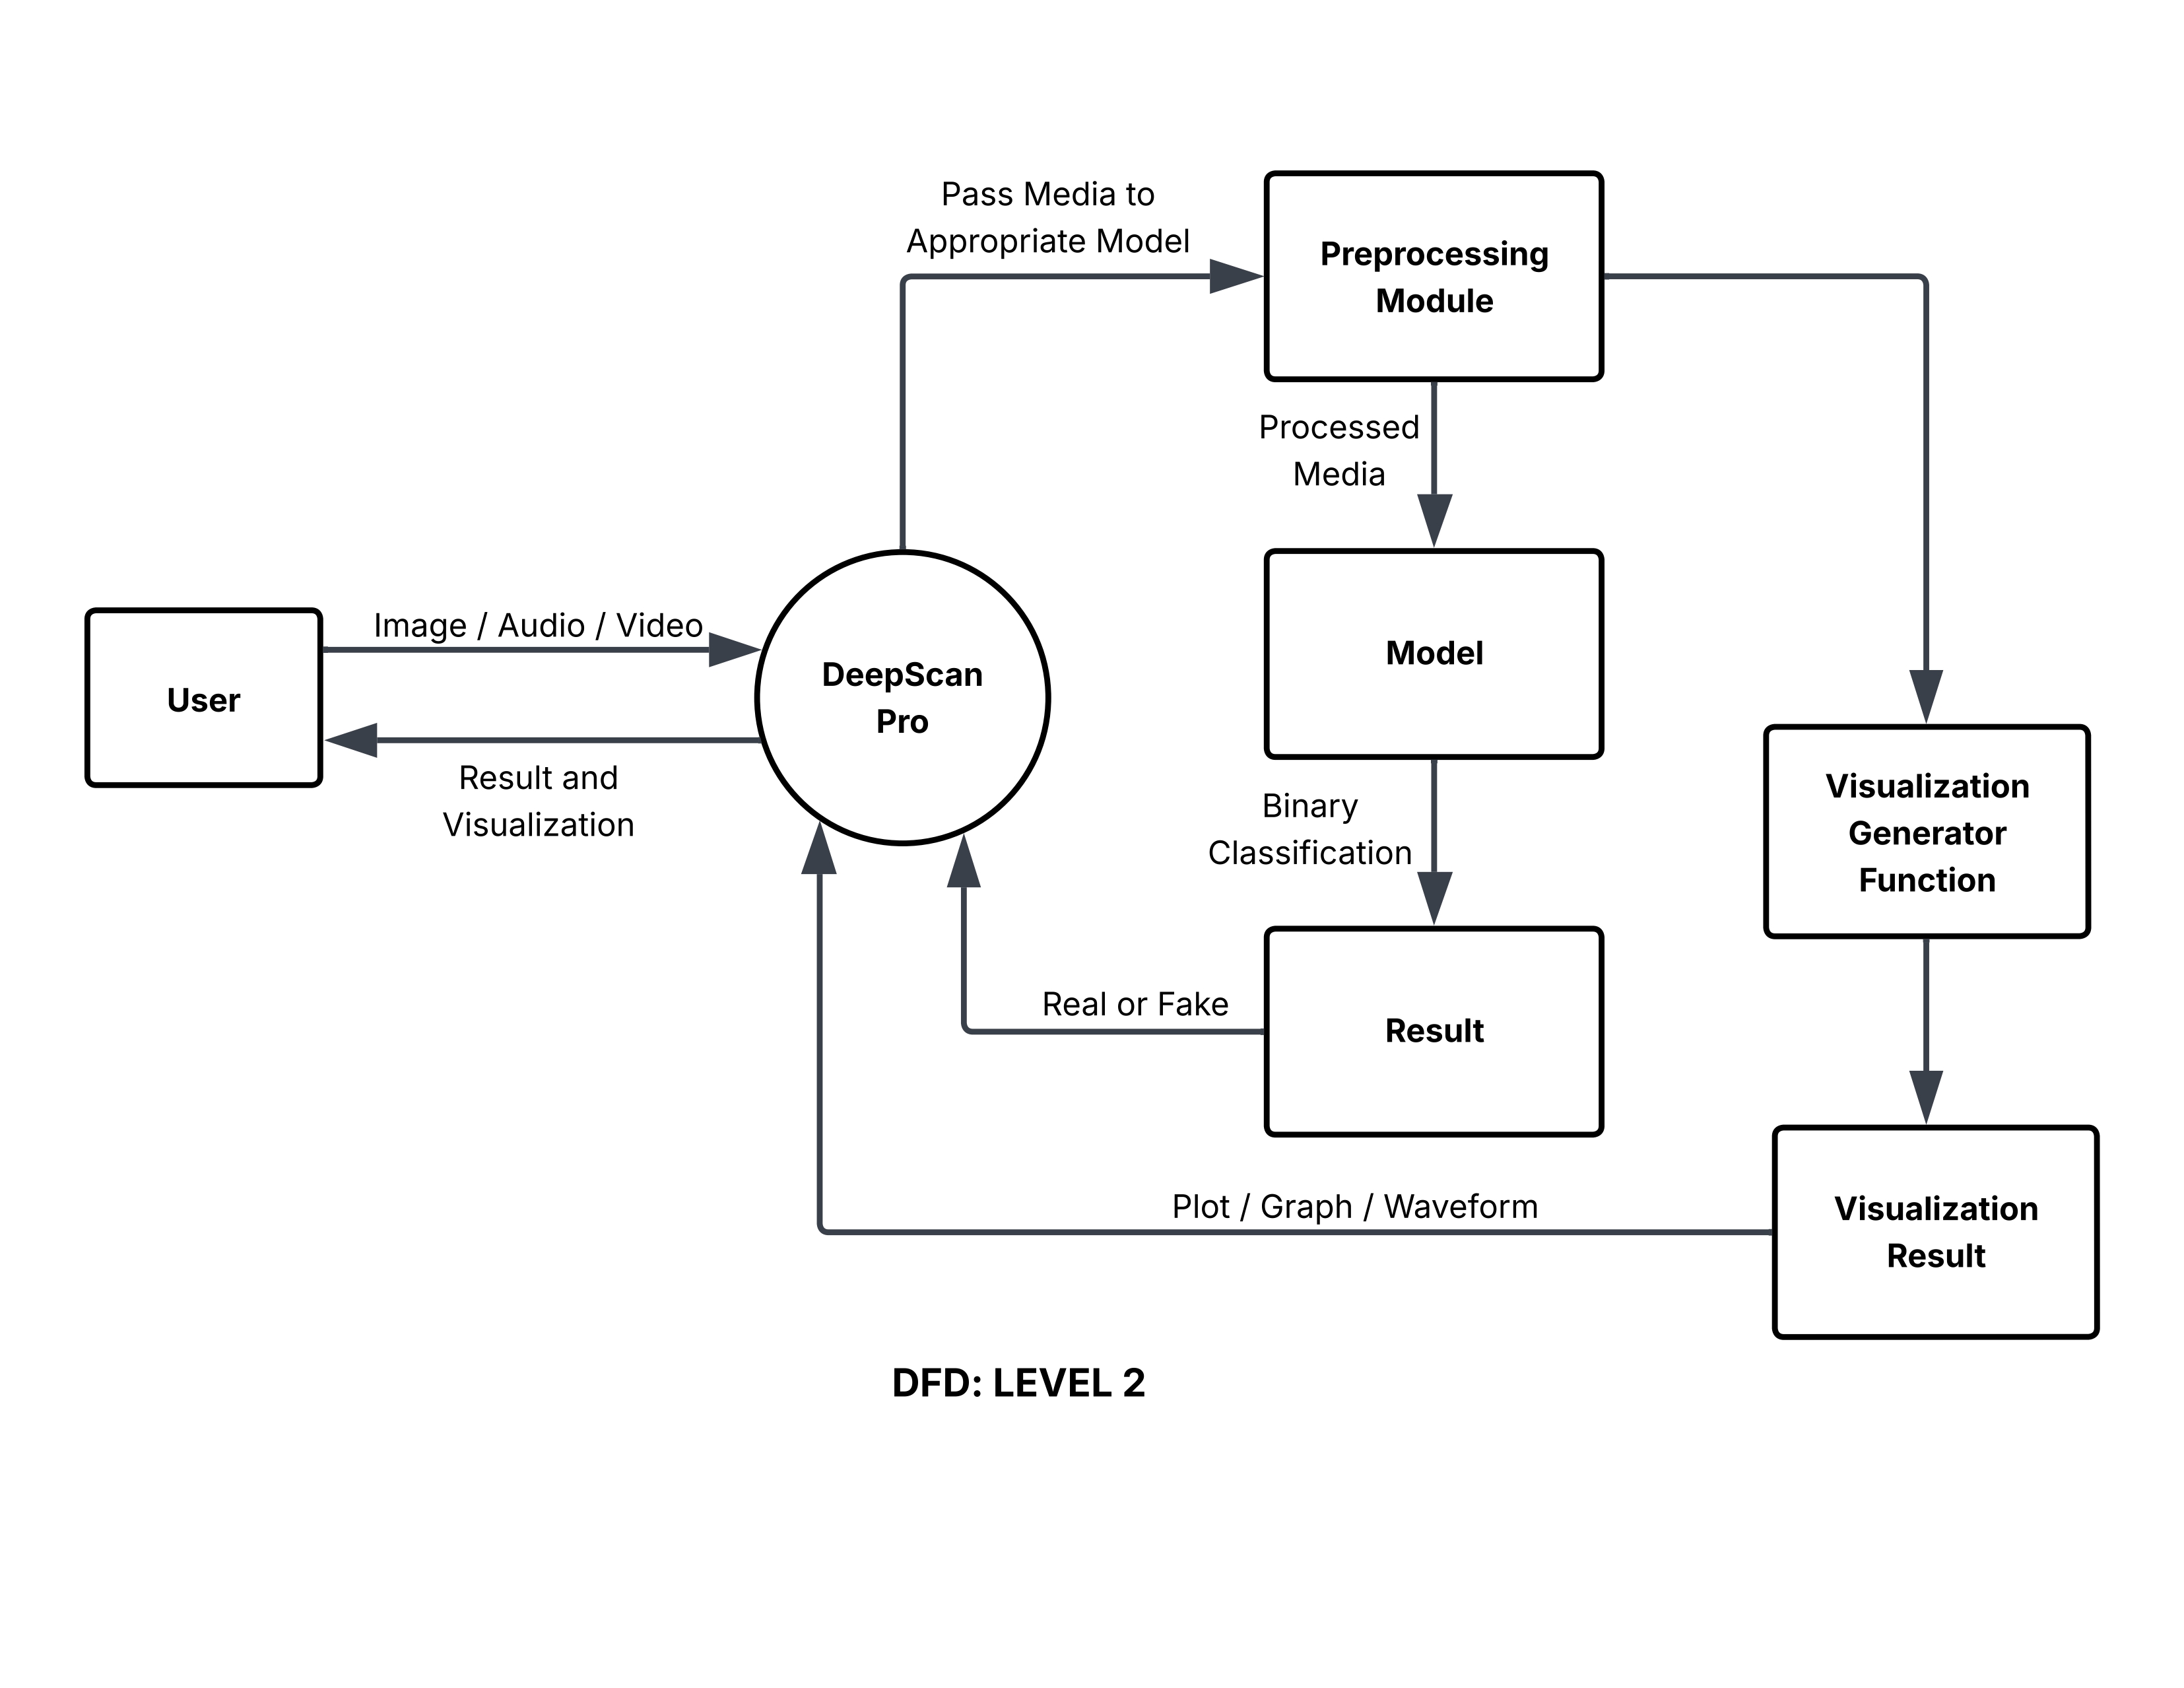 Pass Media to
Appropriate Model
Preprocessing
Module
Processed
Media
Image / Audio / Video
User
DeepScan
Pro
Model
Result and
Visualization
Binary
Classification
Visualization
Generator
Function
Real or Fake
Result
Plot / Graph / Waveform
Visualization
Result
DFD: LEVEL 2